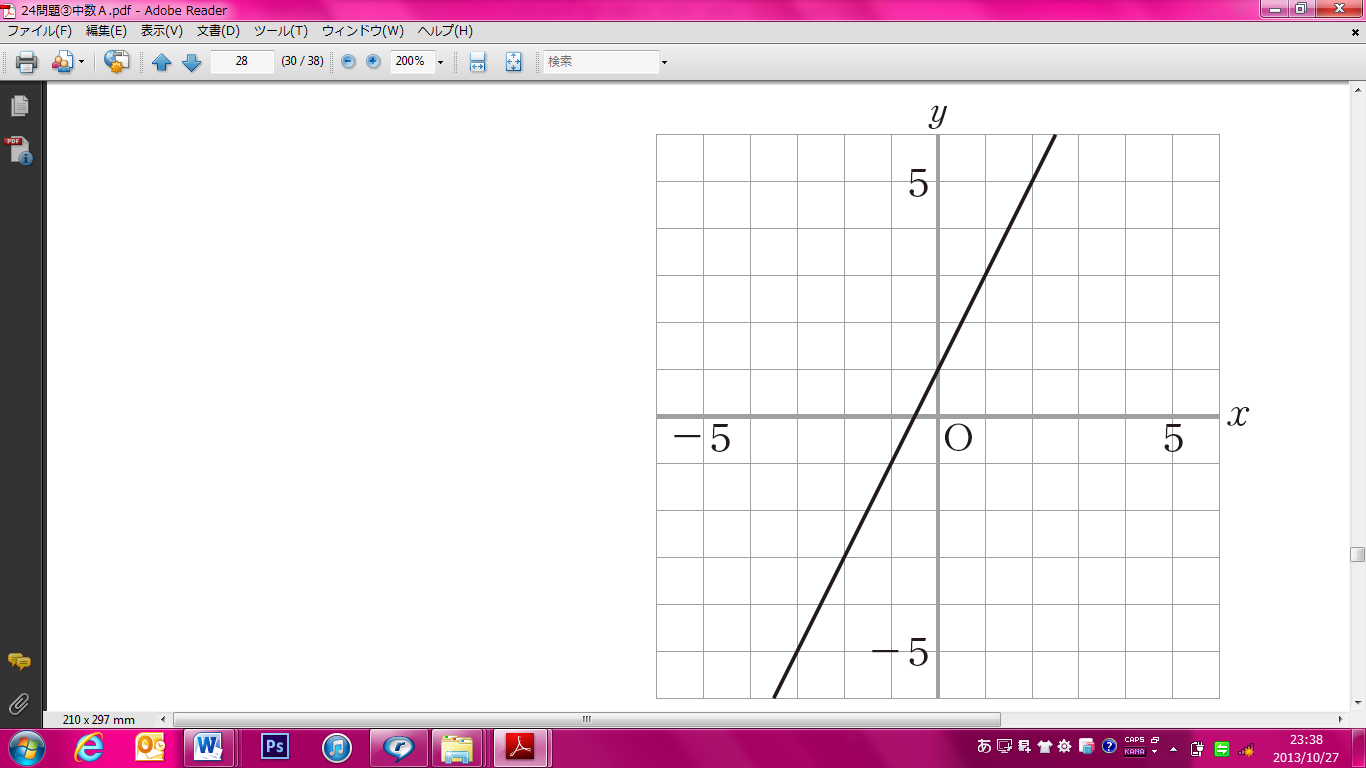 24問題③中数A.pdf - Adobe Reader
ファイル(F) 編集(E) 表示(V) 文書(D) ツール(T) ウィンドウ(W) ヘルプ(H)
28 (30 / 38) 200% 検索
y
5
x
-5 O 5
-5
210 x 297 mm
あ CAPS KANA 23:38
2013/10/27